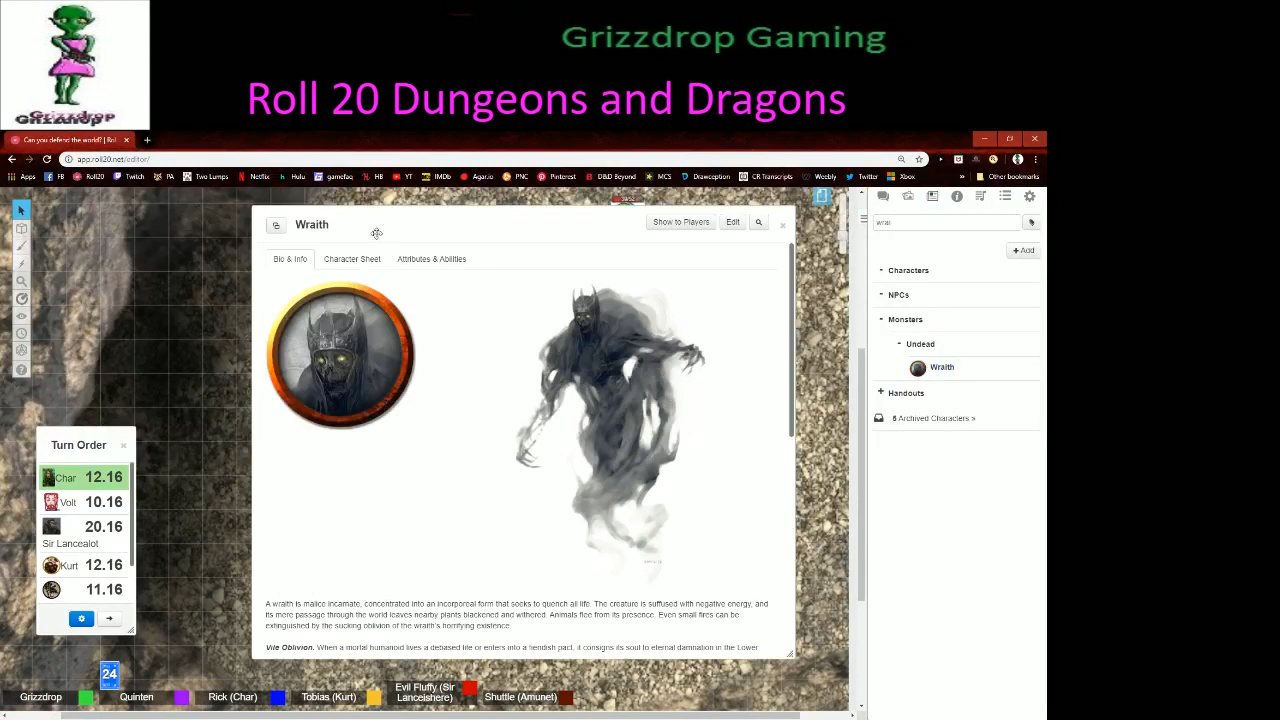 Grizzdrop Gaming
Roll 20 Dungeons and Dragons
Grizzdrop
Can you defend the world? | Rol
app.roll20.net/editor/
Apps FB Roll20 Twitch PA Two Lumps Netflix Hulu gamefaq HB YT IMDb Agar.io PNC Pinterest D&D Beyond MCS Drawception CR Transcripts Weebly Twitter Xbox » Other bookmarks
Wraith
Show to Players Edit
Bio & Info Character Sheet Attributes & Abilities
A wraith is malice incarnate, concentrated into an incorporeal form that seeks to quench all life. The creature is suffused with negative energy, and
its mere passage through the world leaves nearby plants blackened and withered. Animals flee from its presence. Even small fires can be
extinguished by the sucking oblivion of the wraith's horrifying existence.
Vile Oblivion. When a mortal humanoid lives a debased life or enters into a fiendish pact, it consigns its soul to eternal damnation in the Lower
Turn Order
Char 12.16
Volt 10.16
20.16
Sir Lancealot
Kurt 12.16
11.16
wrai
+ Add
- Characters
- NPCs
- Monsters
- Undead
Wraith
+ Handouts
5 Archived Characters »
24
Grizzdrop
Quinten
Rick (Char)
Tobias (Kurt)
Evil Fluffy (Sir
Lanceishere)
Shuttle (Amunet)